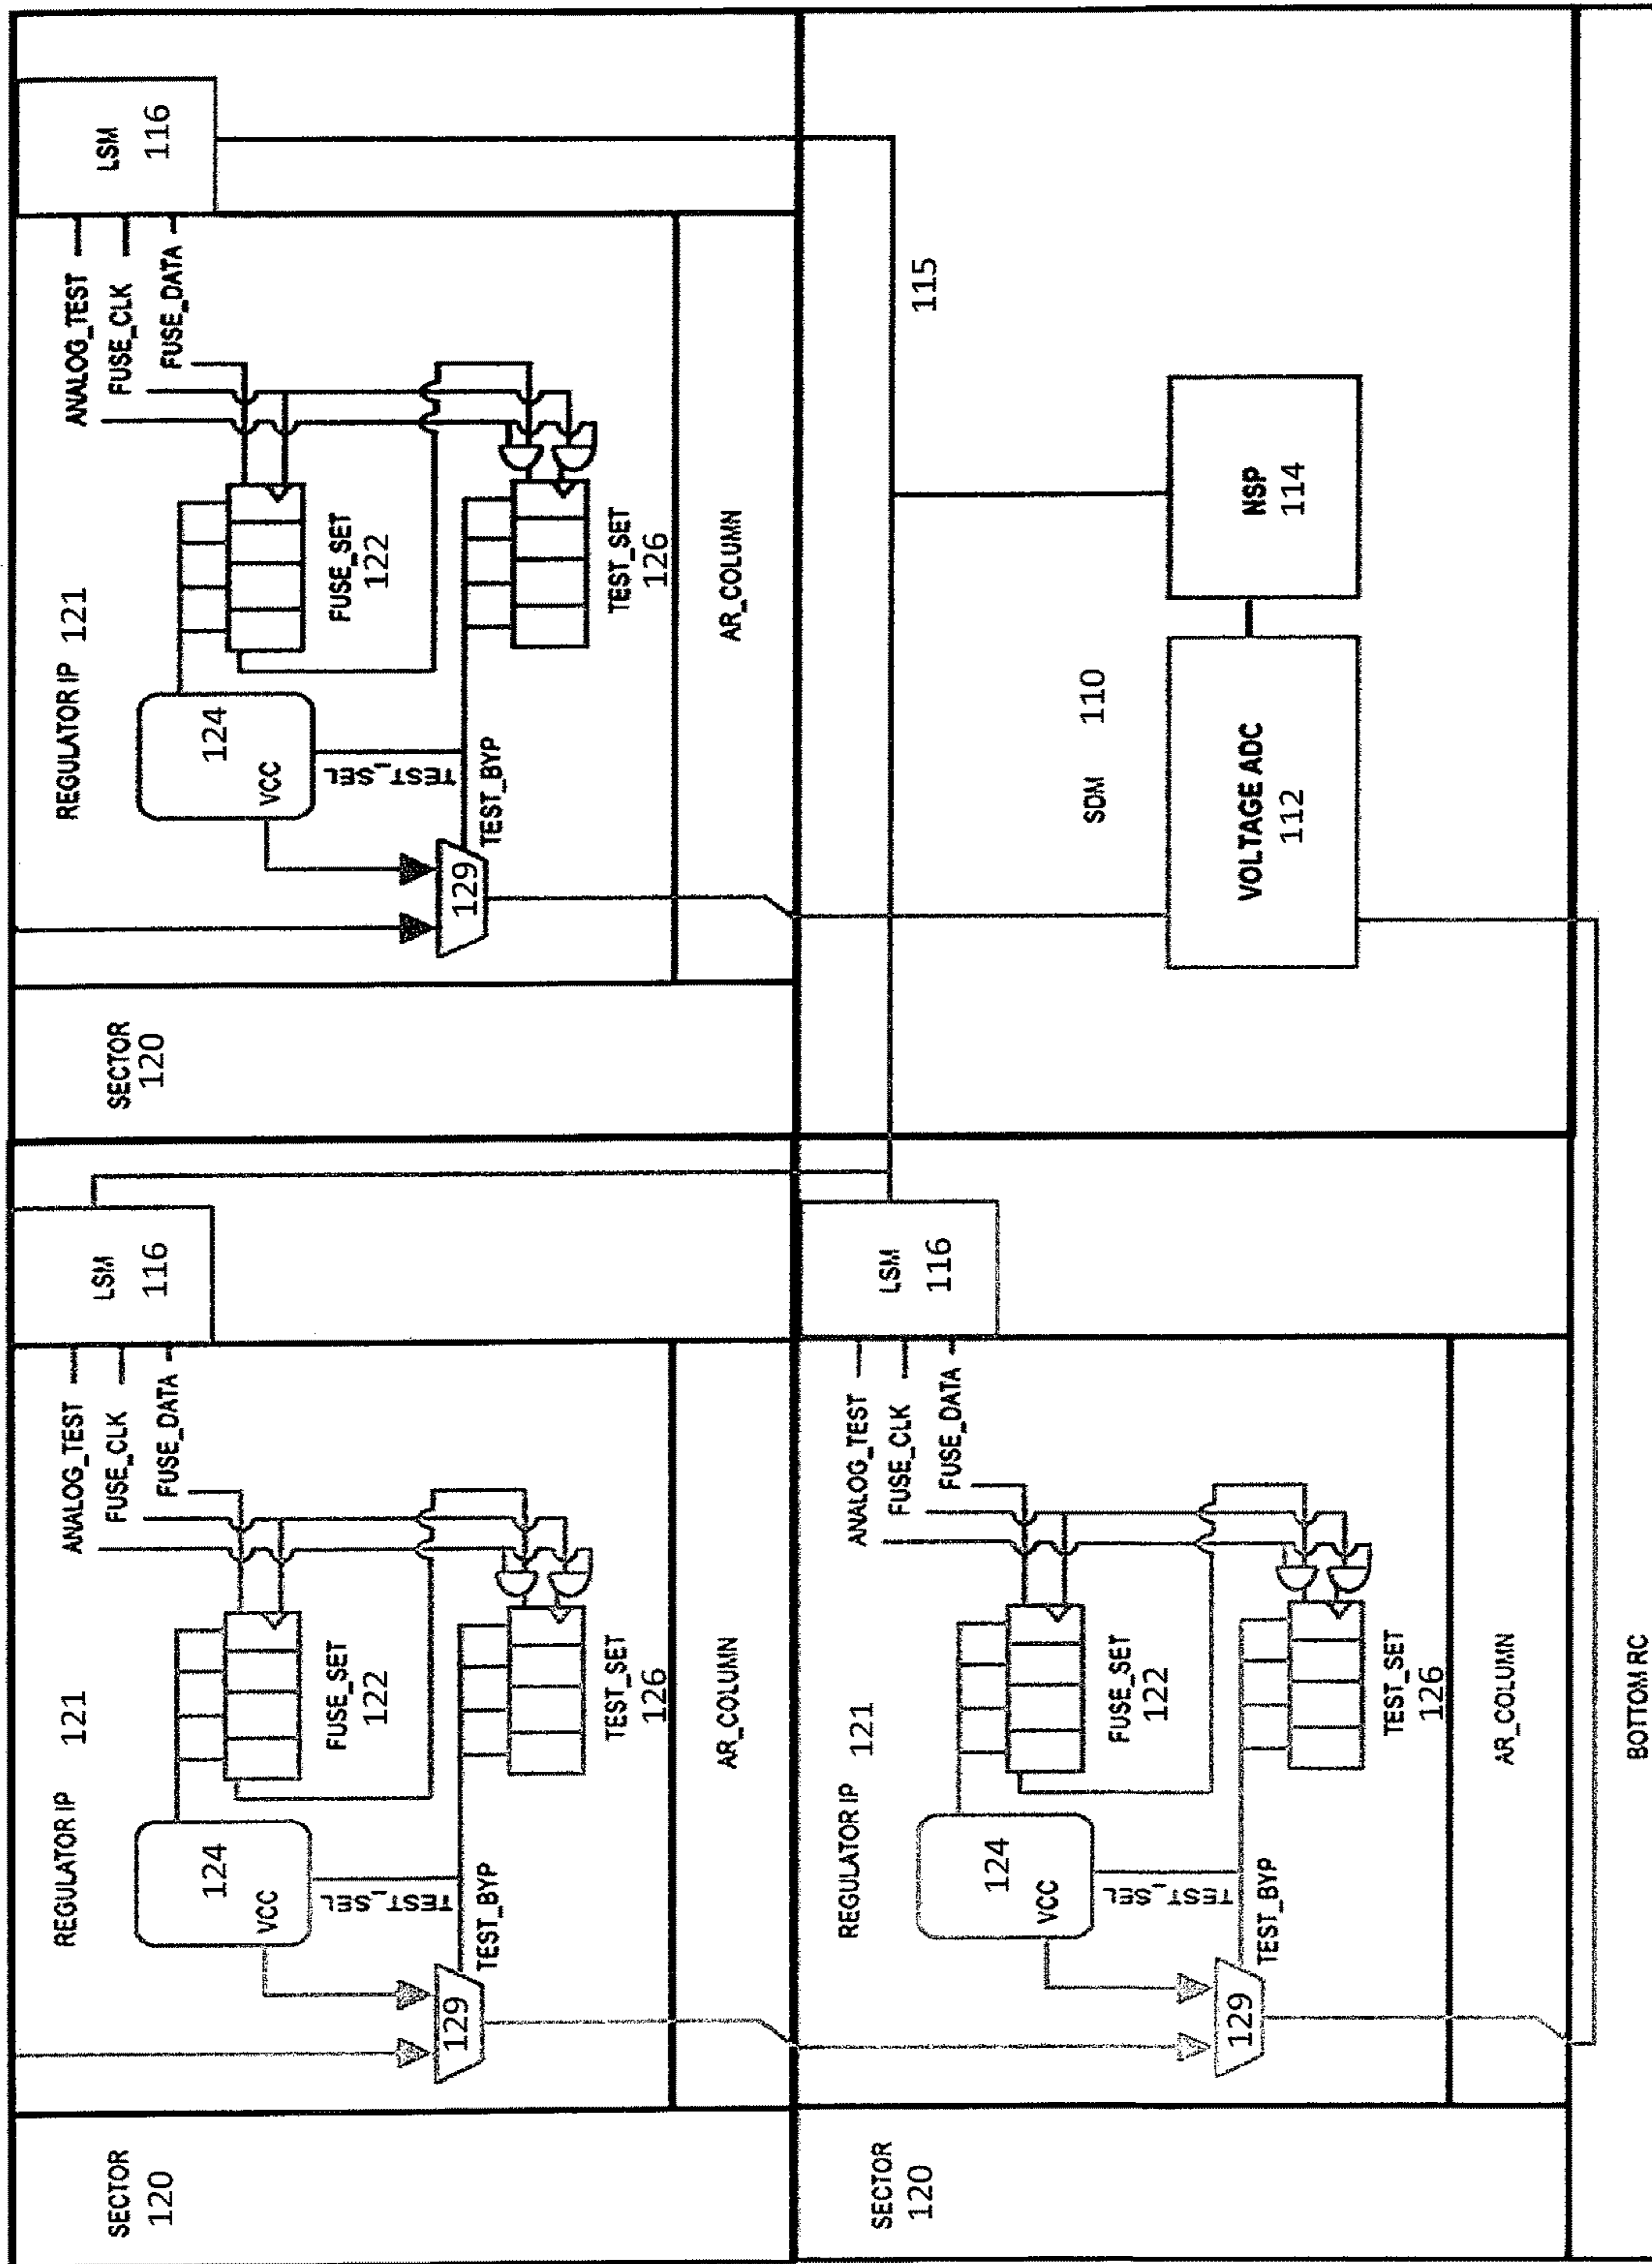 SECTOR
120
REGULATOR IP 121
124
VCC
TEST_SEL
129
TEST_BYP
FUSE_SET
122
TEST_SET
126
ANALOG_TEST
FUSE_CLK
FUSE_DATA
LSM
116
AR_COLUMN
SECTOR
120
REGULATOR IP 121
124
VCC
TEST_SEL
129
TEST_BYP
FUSE_SET
122
TEST_SET
126
ANALOG_TEST
FUSE_CLK
FUSE_DATA
LSM
116
AR_COLUMN
SECTOR
120
REGULATOR IP 121
124
VCC
TEST_SEL
129
TEST_BYP
FUSE_SET
122
TEST_SET
126
ANALOG_TEST
FUSE_CLK
FUSE_DATA
LSM
116
AR_COLUMN
115
SDM 110
VOLTAGE ADC
112
NSP
114
BOTTOM RC